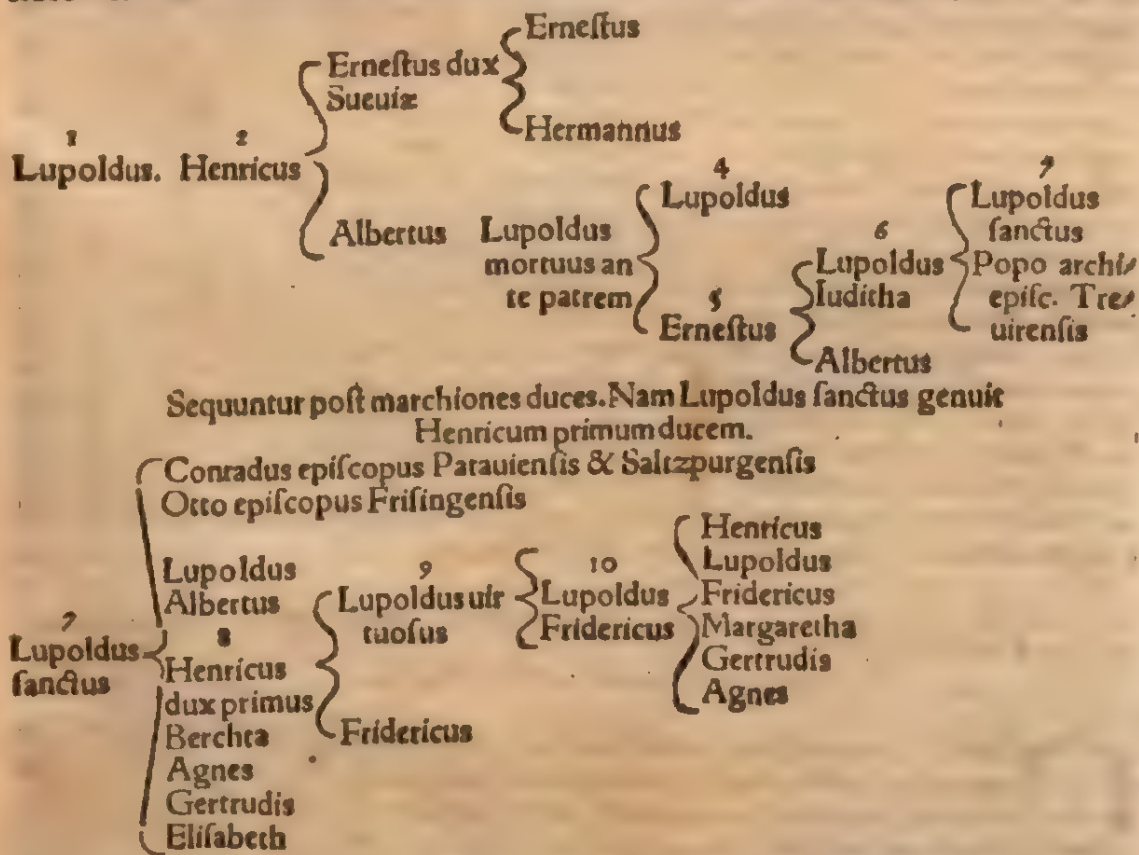 Ernestus
Ernestus dux
Sueuiæ
Hermannus
1
Lupoldus.
2
Henricus
Albertus
Lupoldus
mortuus an
te patrem
4
Lupoldus
5
Ernestus
6
Lupoldus
Iuditha
Albertus
7
Lupoldus
sanctus
Popo archi⸗
episc. Tre⸗
uirensis
Sequuntur post marchiones duces. Nam Lupoldus sanctus genuit
Henricum primum ducem.
7
Lupoldus
sanctus
Conradus episcopus Patauiensis & Saltzpurgensis
Otto episcopus Frisingensis
Lupoldus
Albertus
8
Henricus
dux primus
Berchta
Agnes
Gertrudis
Elisabeth
9
Lupoldus uir
tuosus
Fridericus
10
Lupoldus
Fridericus
Henricus
Lupoldus
Fridericus
Margaretha
Gertrudis
Agnes